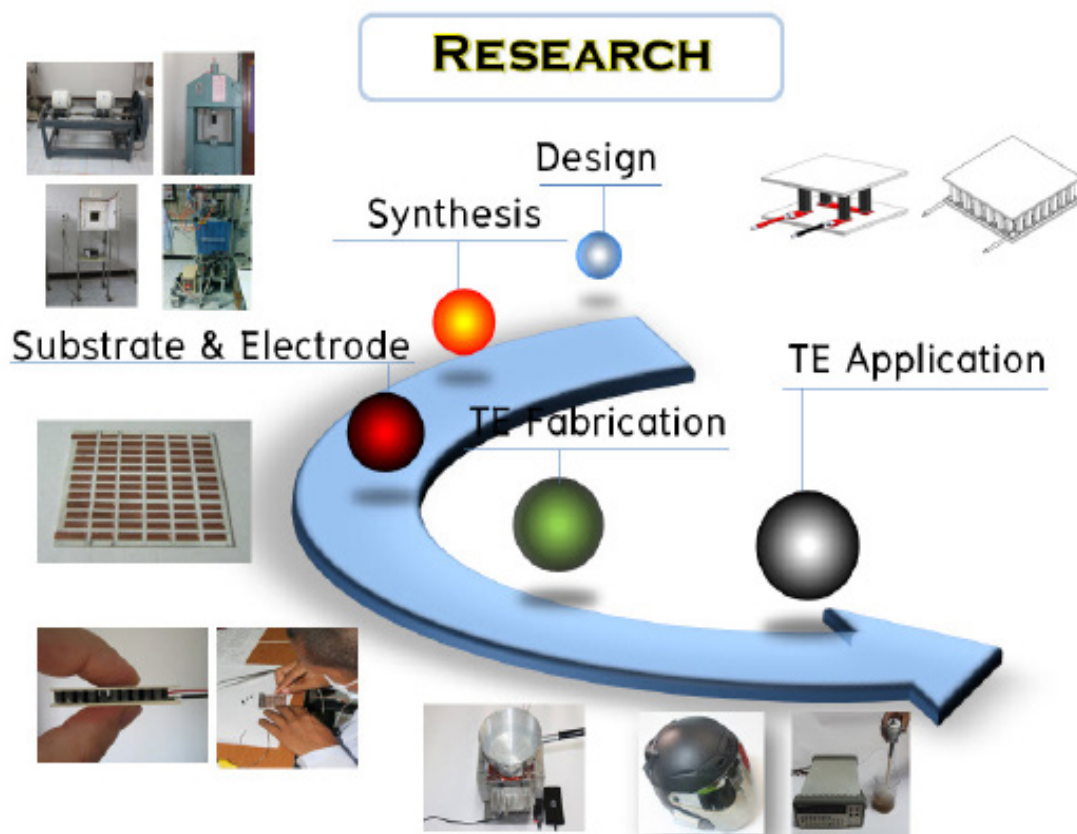 RESEARCH
Design
Synthesis
Substrate & Electrode
TE Application
TE Fabrication